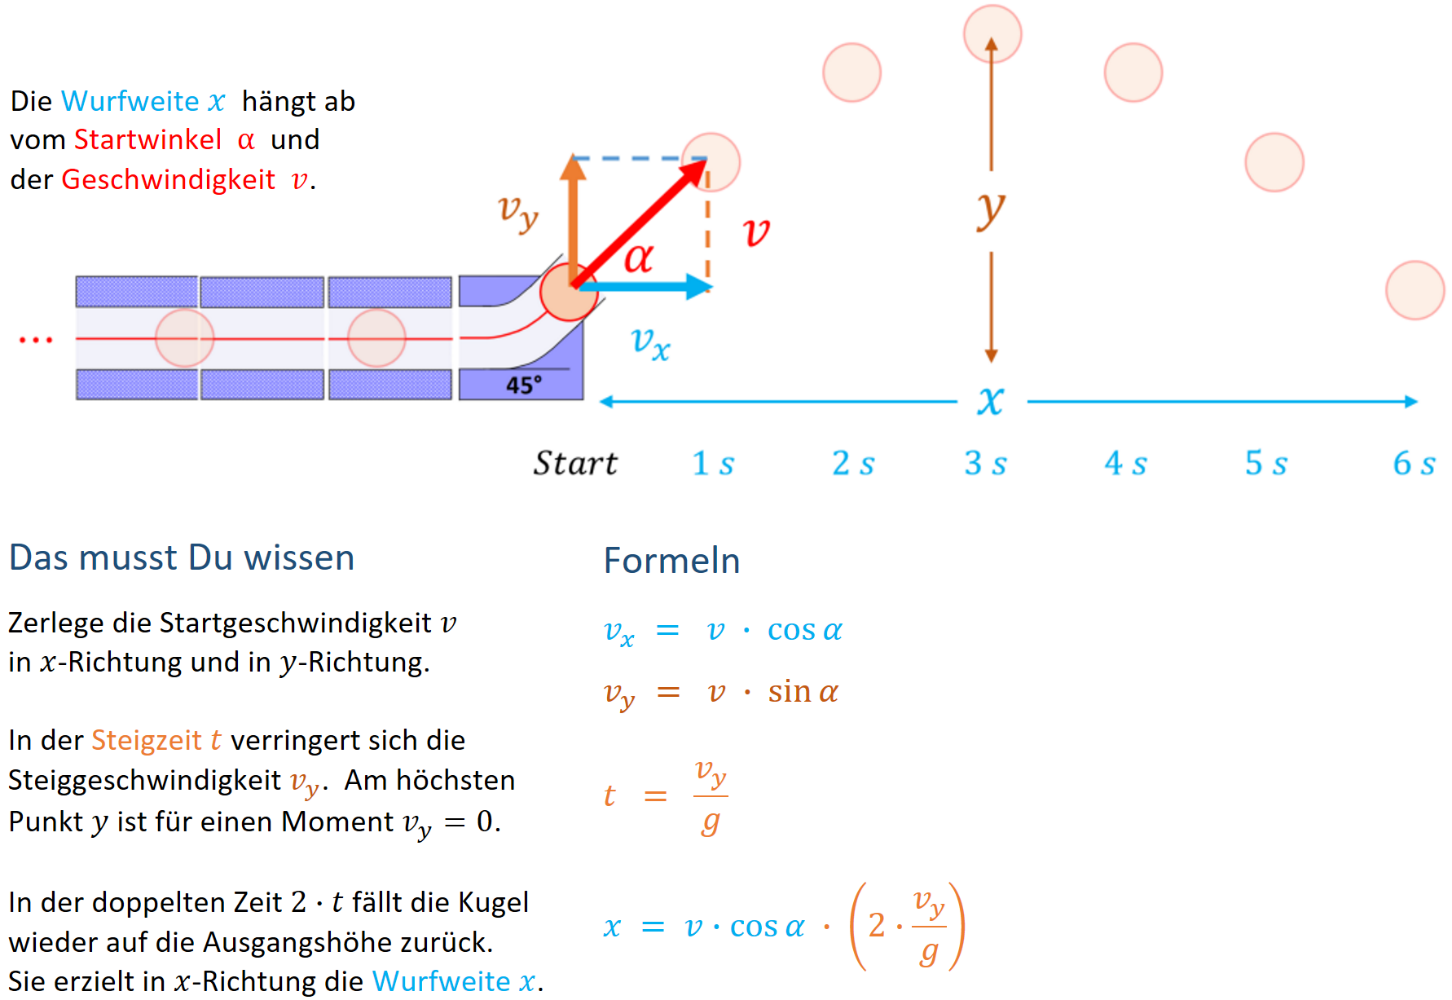 Die Wurfweite x hängt ab
vom Startwinkel α und
der Geschwindigkeit v.
y
v_y
v
α
v_x
...
45°
x
Start 1 s 2 s 3 s 4 s 5 s 6 s
Das musst Du wissen
Zerlege die Startgeschwindigkeit v
in x-Richtung und in y-Richtung.
In der Steigzeit t verringert sich die
Steiggeschwindigkeit v_y. Am höchsten
Punkt y ist für einen Moment v_y = 0.
In der doppelten Zeit 2 · t fällt die Kugel
wieder auf die Ausgangshöhe zurück.
Sie erzielt in x-Richtung die Wurfweite x.
Formeln
v_x = v · cos α
v_y = v · sin α
t = v_y / g
x = v · cos α · (2 · v_y / g)